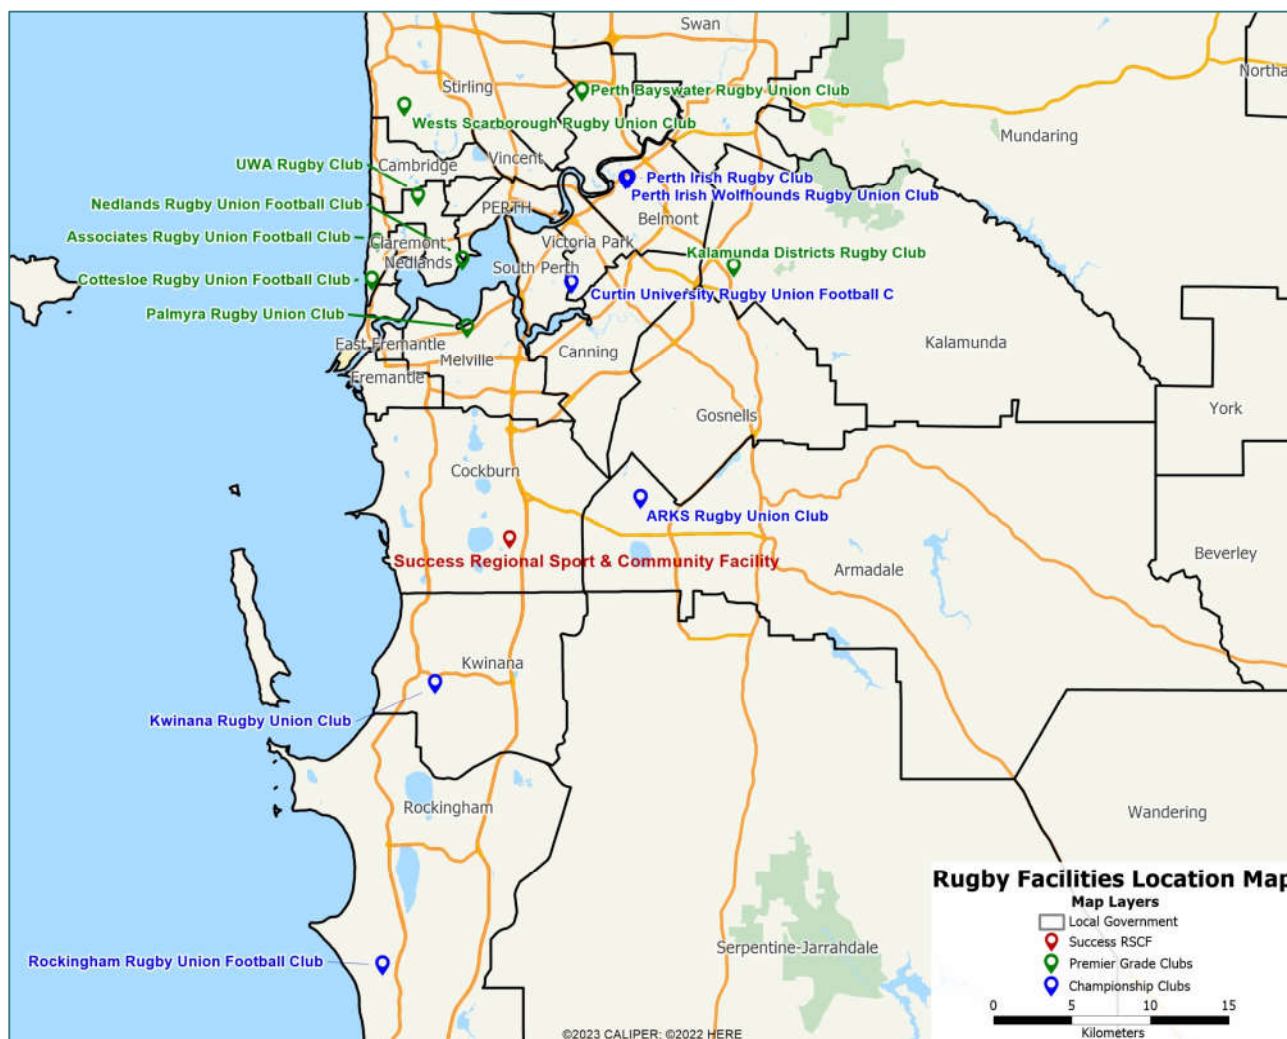 Swan
Northa
Stirling
Perth Bayswater Rugby Union Club
Wests Scarborough Rugby Union Club
Mundaring
Vincent
UWA Rugby Club
Cambridge
Perth Irish Rugby Club
Perth Irish Wolfhounds Rugby Union Club
Nedlands Rugby Union Football Club
PERTH
Belmont
Associates Rugby Union Football Club
Claremont
Victoria Park
Kalamunda Districts Rugby Club
Nedlands
South Perth
Cottesloe Rugby Union Football Club
Curtin University Rugby Union Football C
Palmyra Rugby Union Club
East Fremantle
Melville
Canning
Kalamunda
Fremantle
York
Gosnells
Cockburn
ARKS Rugby Union Club
Success Regional Sport & Community Facility
Beverley
Armadale
Kwinana
Kwinana Rugby Union Club
Rockingham
Wandering
Rockingham Rugby Union Football Club
Serpentine-Jarrahdale
Rugby Facilities Location Map
Map Layers
Local Government
Success RSCF
Premier Grade Clubs
Championship Clubs
0 5 10 15
Kilometers
©2023 CALIPER; ©2022 HERE